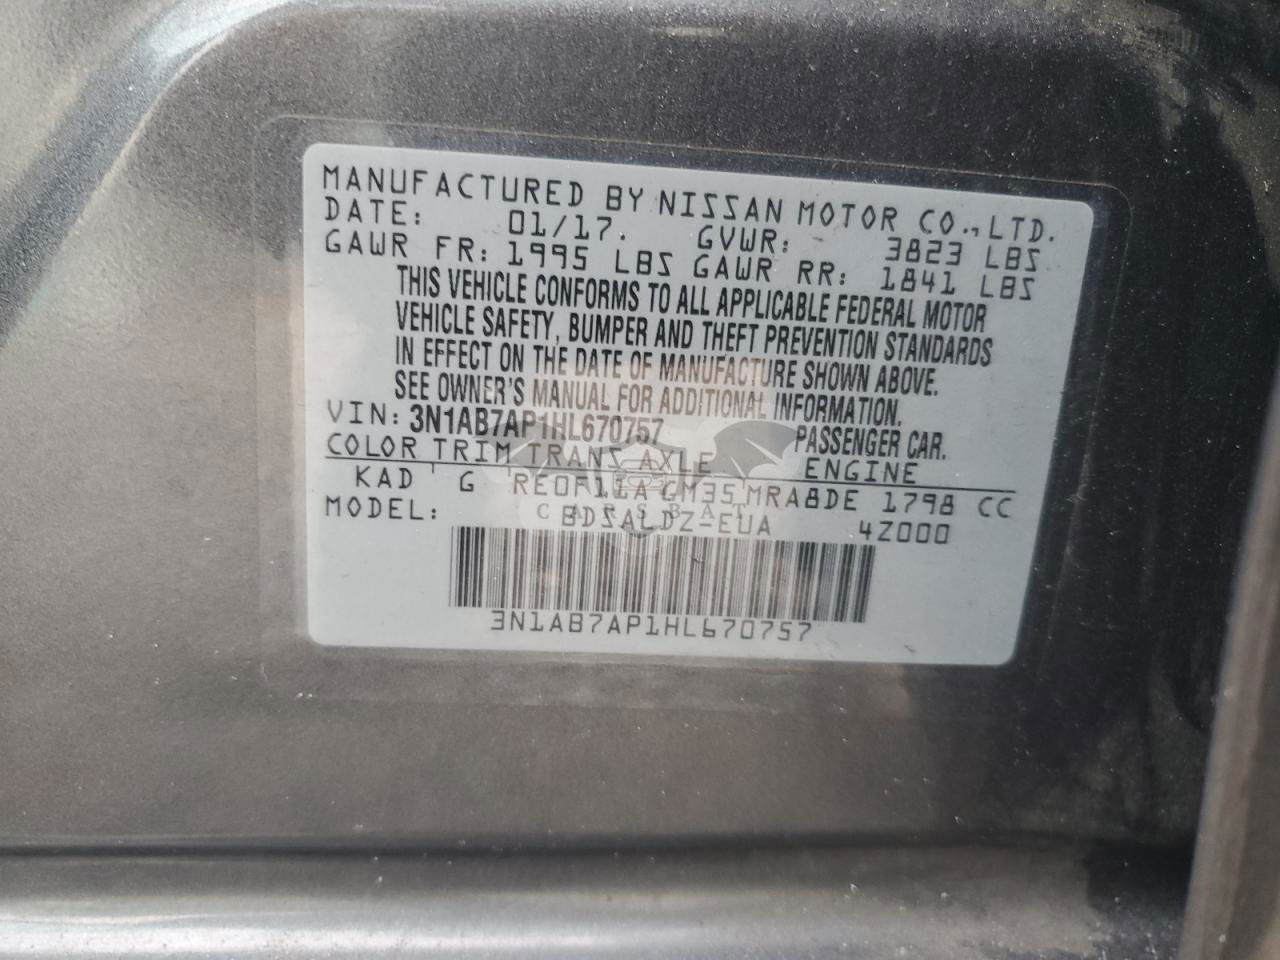 MANUFACTURED BY NISSAN MOTOR CO., LTD.
DATE: 01/17. GVWR: 3823 LBS
GAWR FR: 1995 LBS GAWR RR: 1841 LBS
THIS VEHICLE CONFORMS TO ALL APPLICABLE FEDERAL MOTOR
VEHICLE SAFETY, BUMPER AND THEFT PREVENTION STANDARDS
IN EFFECT ON THE DATE OF MANUFACTURE SHOWN ABOVE.
SEE OWNER'S MANUAL FOR ADDITIONAL INFORMATION.
VIN: 3N1AB7AP1HL670757 PASSENGER CAR.
COLOR TRIM TRANS AXLE ENGINE
KAD G RE0F11A GM35 MRA8DE 1798 CC
MODEL: BDSALDZ-EUA 4Z000
CARSBAT
3N1AB7AP1HL670757